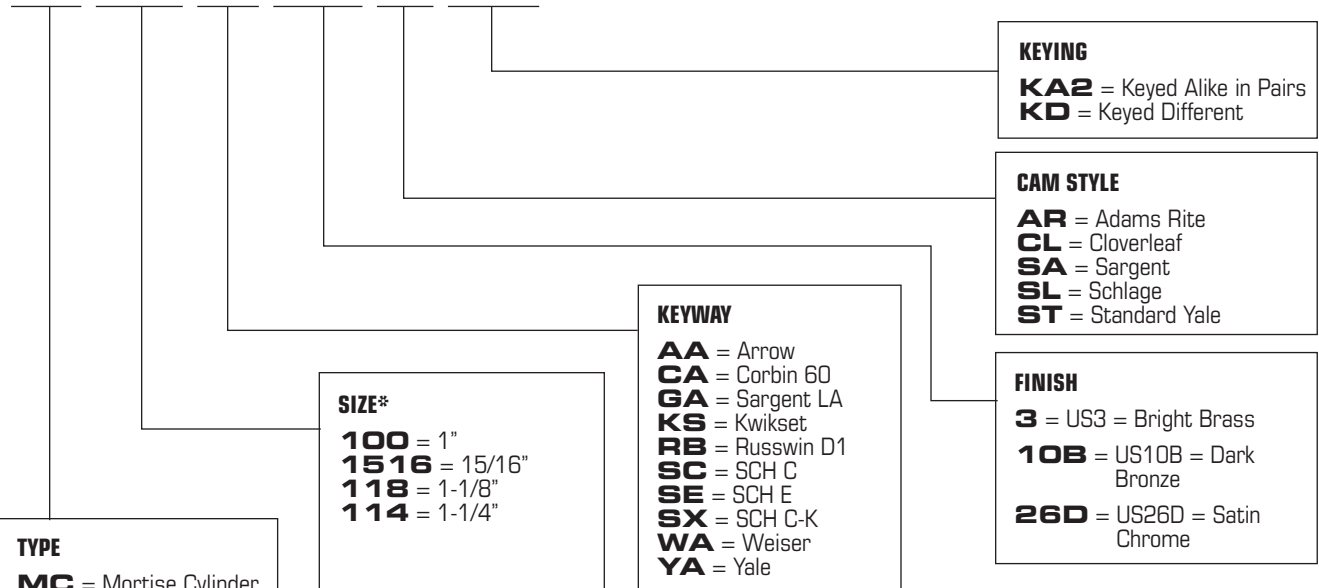 KEYING
KA2 = Keyed Alike in Pairs
KD = Keyed Different
CAM STYLE
AR = Adams Rite
CL = Cloverleaf
SA = Sargent
SL = Schlage
ST = Standard Yale
FINISH
3 = US3 = Bright Brass
10B = US10B = Dark
Bronze
26D = US26D = Satin
Chrome
KEYWAY
AA = Arrow
CA = Corbin 60
GA = Sargent LA
KS = Kwikset
RB = Russwin D1
SC = SCH C
SE = SCH E
SX = SCH C-K
WA = Weiser
YA = Yale
SIZE*
100 = 1"
1516 = 15/16"
118 = 1-1/8"
114 = 1-1/4"
TYPE
MC = Mortise Cylinder